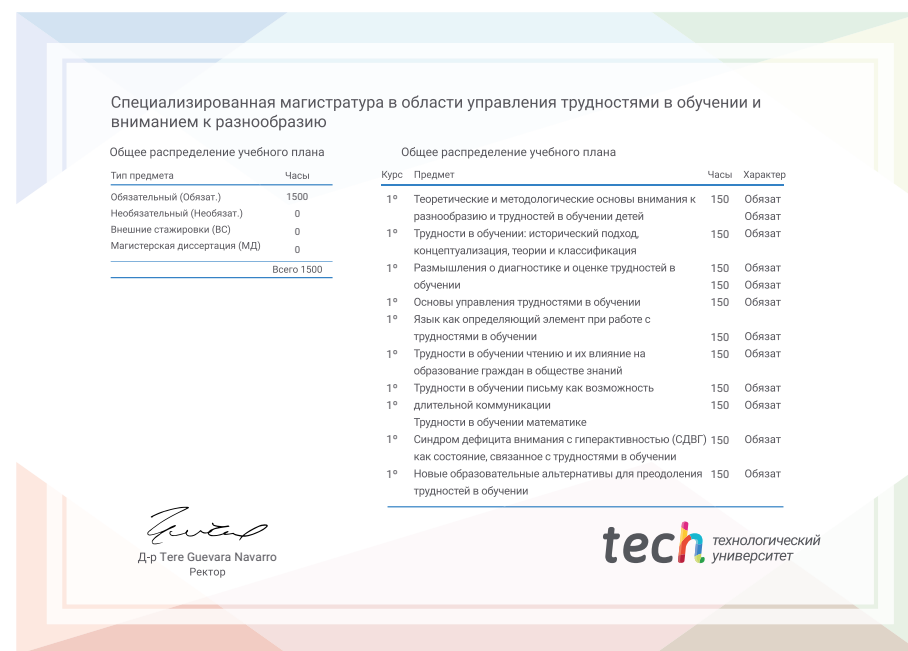 Специализированная магистратура в области управления трудностями в обучении и
вниманием к разнообразию
Общее распределение учебного плана
Тип предмета Часы
Обязательный (Обязат.) 1500
Необязательный (Необязат.) 0
Внешние стажировки (ВС) 0
Магистерская диссертация (МД) 0
Всего 1500
Общее распределение учебного плана
Курс Предмет Часы Характер
1º Теоретические и методологические основы внимания к 150 Обязат
разнообразию и трудностей в обучении детей Обязат
1º Трудности в обучении: исторический подход, 150 Обязат
концептуализация, теории и классификация
1º Размышления о диагностике и оценке трудностей в 150 Обязат
обучении 150 Обязат
1º Основы управления трудностями в обучении 150 Обязат
1º Язык как определяющий элемент при работе с
трудностями в обучении 150 Обязат
1º Трудности в обучении чтению и их влияние на 150 Обязат
образование граждан в обществе знаний
1º Трудности в обучении письму как возможность 150 Обязат
1º длительной коммуникации 150 Обязат
Трудности в обучении математике
1º Синдром дефицита внимания с гиперактивностью (СДВГ) 150 Обязат
как состояние, связанное с трудностями в обучении
1º Новые образовательные альтернативы для преодоления 150 Обязат
трудностей в обучении
Д-р Tere Guevara Navarro
Ректор
tech технологический
университет